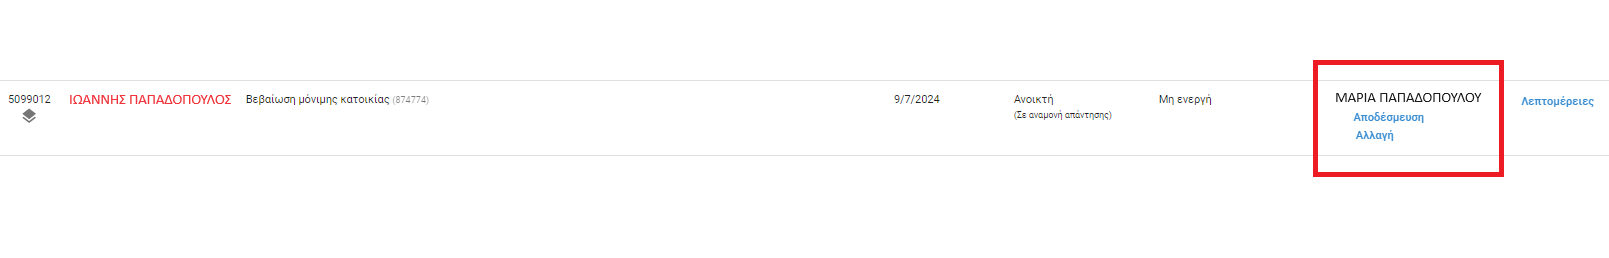 5099012 ΙΩΑΝΝΗΣ ΠΑΠΑΔΟΠΟΥΛΟΣ Βεβαίωση μόνιμης κατοικίας (874774) 9/7/2024 Ανοικτή Μη ενεργή ΜΑΡΙΑ ΠΑΠΑΔΟΠΟΥΛΟΥ Λεπτομέρειες
(Σε αναμονή απάντησης) Αποδέσμευση
Αλλαγή